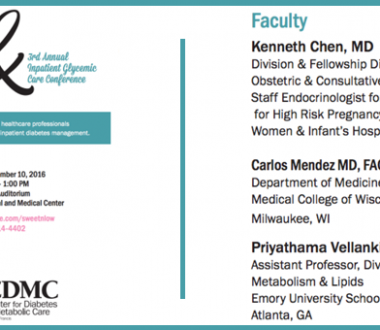 &
3rd Annual
Inpatient Glycemic
Care Conference
healthcare professionals
inpatient diabetes management.
ember 10, 2016
1:00 PM
Auditorium
al and Medical Center
e.com/sweetnlow
4-4402
CDMC
ter for Diabetes
etabolic Care
Faculty
Kenneth Chen, MD
Division & Fellowship Di
Obstetric & Consultative
Staff Endocrinologist fo
for High Risk Pregnancy
Women & Infant's Hosp
Carlos Mendez MD, FAC
Department of Medicine
Medical College of Wisc
Milwaukee, WI
Priyathama Vellanki
Assistant Professor, Div
Metabolism & Lipids
Emory University Schoo
Atlanta, GA